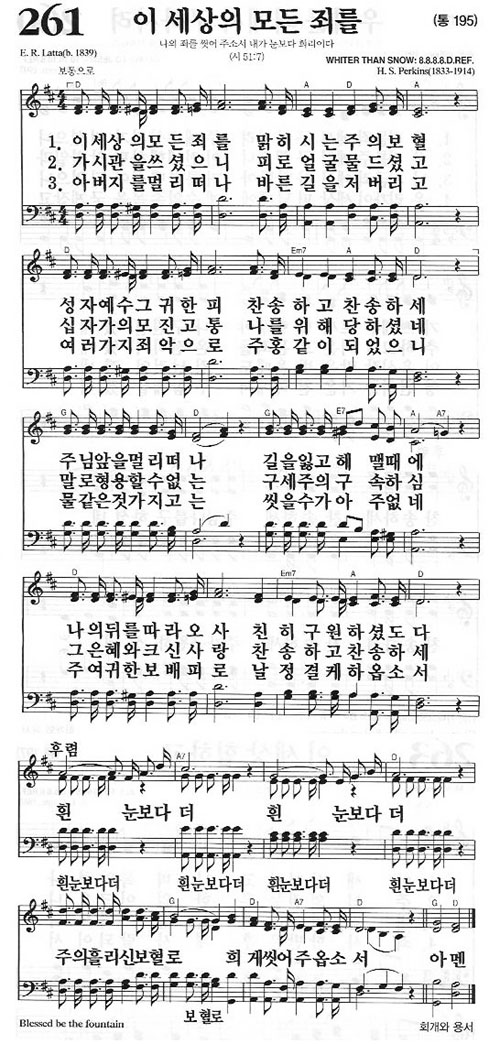 261 이 세상의 모든 죄를 (통 195)
나의 죄를 씻어 주소서 내가 눈보다 희리이다
E. R. Latta(b. 1839) (시 51:7) WHITER THAN SNOW: 8.8.8.8.D.REF.
보통으로 H. S. Perkins(1833-1914)
D A D A
1. 이 세상 의모 든 죄 를 맑히 시 는 주 의 보 혈
2. 가 시 관 을쓰 셨 으 니 피 로 얼 굴 물 드 셨 고
3. 아 버 지 를멀 리 떠 나 바 른 길 을 저 버 리 고
D Em7 A D
성 자 예 수 그 귀 한 피 찬 송 하 고 찬 송 하 세
십 자 가 의 모 진 고 통 나 를 위 해 당 하 셨 네
여 러 가 지 죄 악 으 로 주 홍 같 이 되 었 으 니
G D G E7 A A7
주 님 앞 을 멀 리 떠 나 길 을 잃 고 헤 맬 때 에
말 로 형 용 할 수 없 는 구 세 주 의 구 속 하 심
물 같 은 것 가 지 고 는 씻 을 수 가 아 주 없 네
D Em7 A D
나 의 뒤 를 따 라 오 사 친 히 구 원 하 셨 도 다
그 은 혜 와 크 신 사 랑 찬 송 하 고 찬 송 하 세
주 여 귀 한 보 배 피 로 날 정 결 케 하 옵 소 서
후렴
A7 D
흰 눈보다 더 흰 눈보다 더
흰눈보다더 흰눈보다더 흰눈보다더 흰눈보다더
G D A7 D G D
주의흘리신보혈로 희 게씻어주옵소 서 아 멘
보 혈로
Blessed be the fountain 회개와 용서